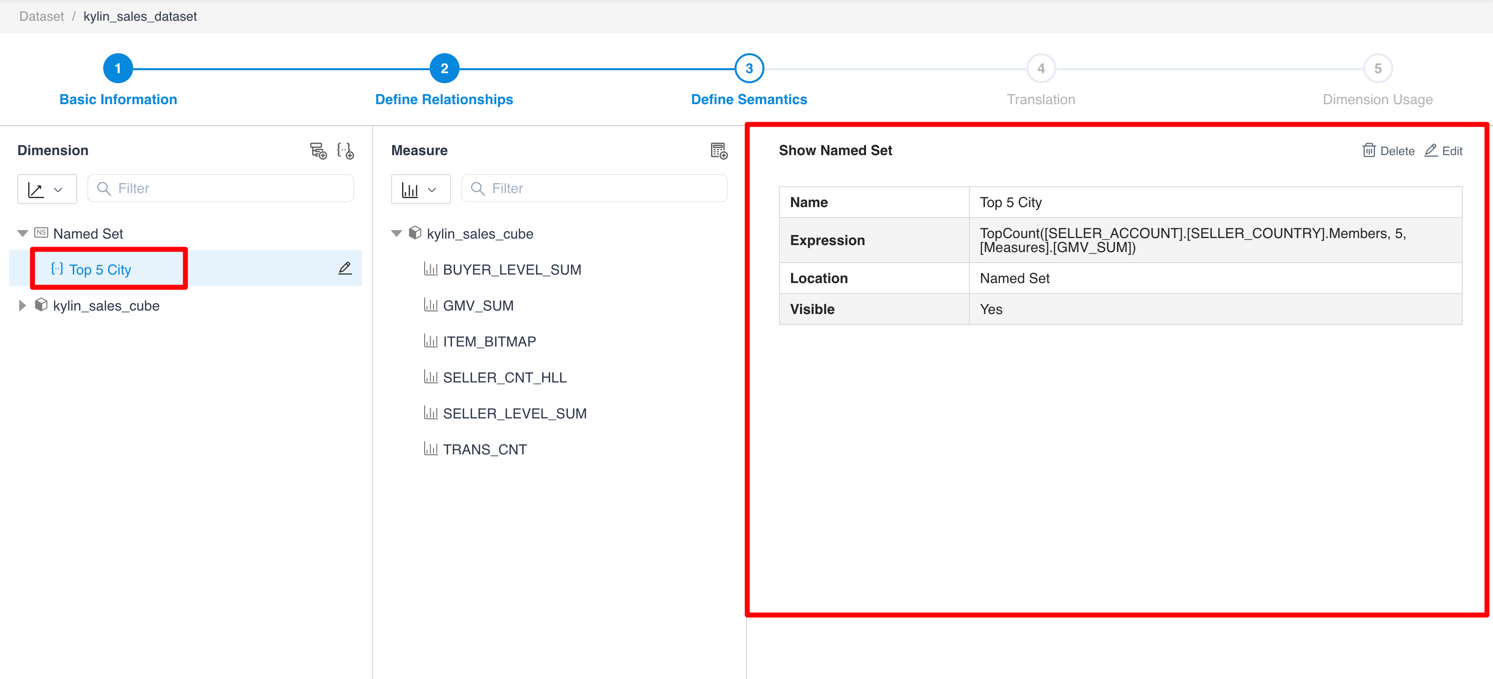 Dataset / kylin_sales_dataset
1 2 3 4 5
Basic Information Define Relationships Define Semantics Translation Dimension Usage
Dimension
Filter
NS Named Set
{··} Top 5 City
kylin_sales_cube
Measure
Filter
kylin_sales_cube
BUYER_LEVEL_SUM
GMV_SUM
ITEM_BITMAP
SELLER_CNT_HLL
SELLER_LEVEL_SUM
TRANS_CNT
Show Named Set Delete Edit
Name Top 5 City
Expression TopCount([SELLER_ACCOUNT].[SELLER_COUNTRY].Members, 5,
[Measures].[GMV_SUM])
Location Named Set
Visible Yes